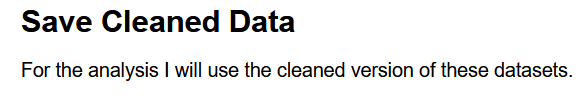 Save Cleaned Data
For the analysis I will use the cleaned version of these datasets.